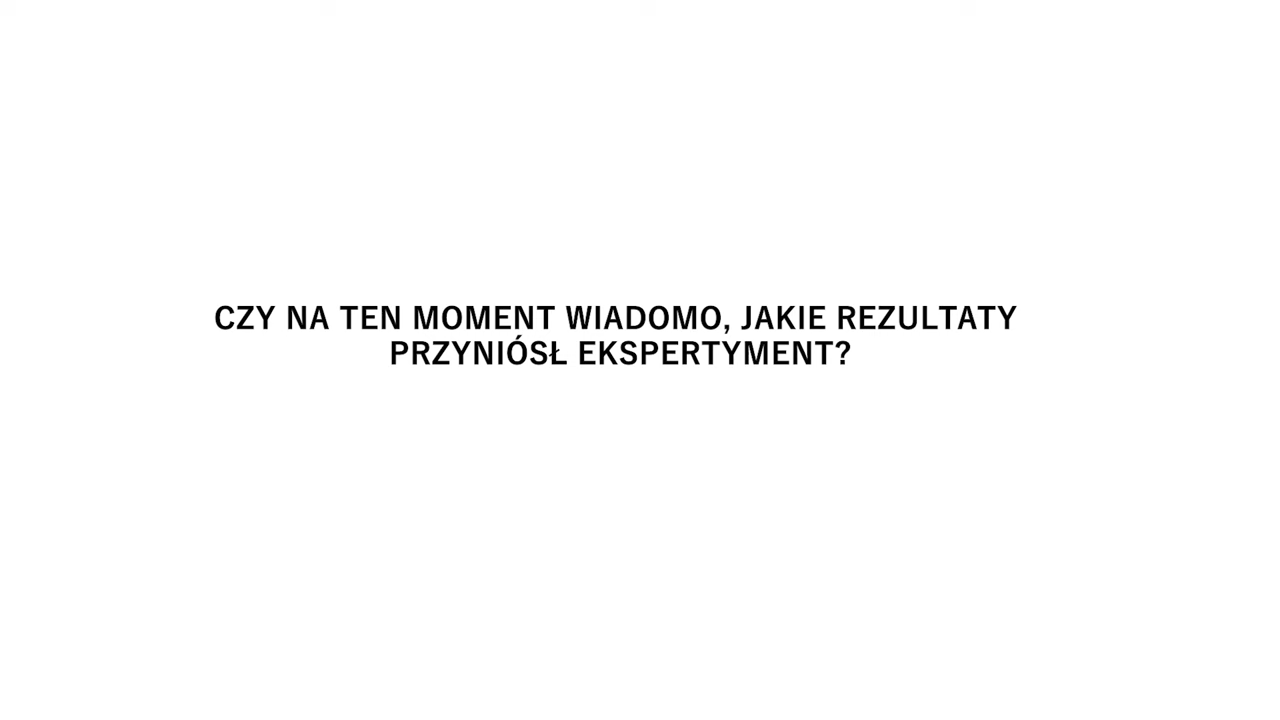 CZY NA TEN MOMENT WIADOMO, JAKIE REZULTATY
PRZYNIÓSŁ EKSPERTYMENT?